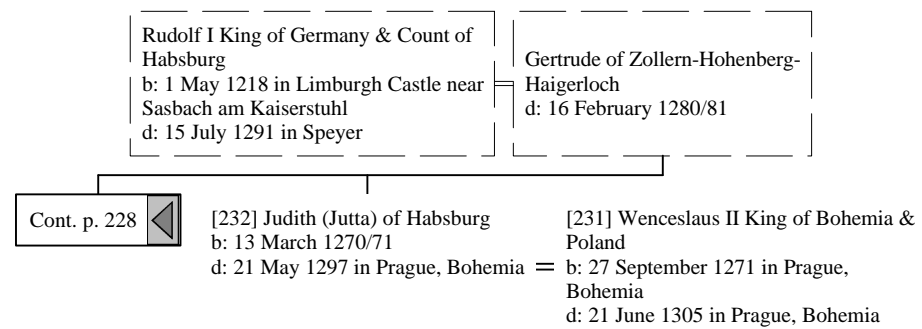 Rudolf I King of Germany & Count of
Habsburg
b: 1 May 1218 in Limburgh Castle near
Sasbach am Kaiserstuhl
d: 15 July 1291 in Speyer
Gertrude of Zollern-Hohenberg-
Haigerloch
d: 16 February 1280/81
Cont. p. 228
[232] Judith (Jutta) of Habsburg
b: 13 March 1270/71
d: 21 May 1297 in Prague, Bohemia
[231] Wenceslaus II King of Bohemia &
Poland
b: 27 September 1271 in Prague,
Bohemia
d: 21 June 1305 in Prague, Bohemia